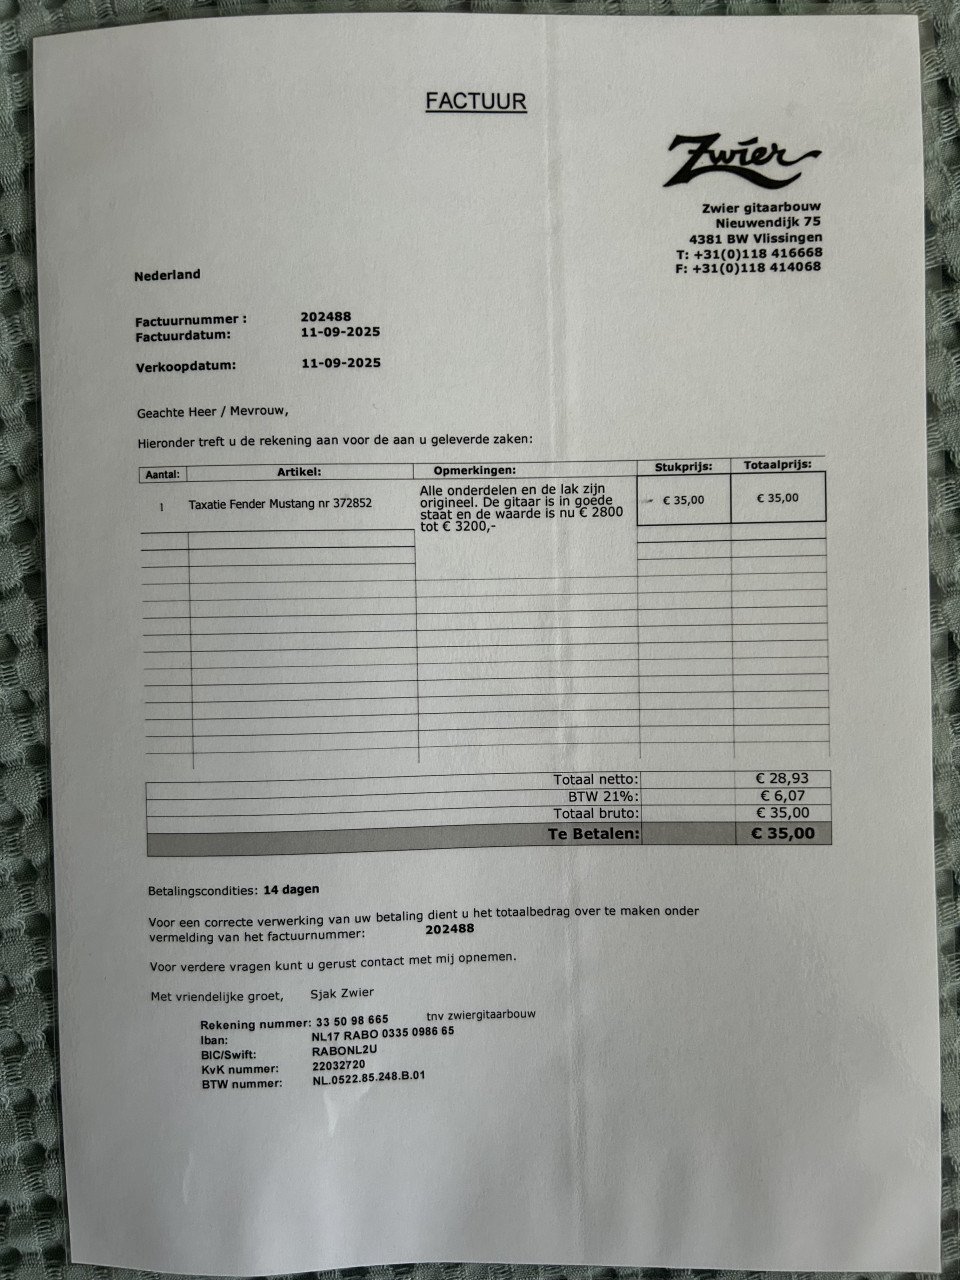 FACTUUR
Zwier
Zwier gitaarbouw
Nieuwendijk 75
4381 BW Vlissingen
T: +31(0)118 416668
F: +31(0)118 414068
Nederland
Factuurnummer : 202488
Factuurdatum: 11-09-2025
Verkoopdatum: 11-09-2025
Geachte Heer / Mevrouw,
Hieronder treft u de rekening aan voor de aan u geleverde zaken:
Aantal: Artikel: Opmerkingen: Stukprijs: Totaalprijs:
1 Taxatie Fender Mustang nr 372852 Alle onderdelen en de lak zijn € 35,00 € 35,00
origineel. De gitaar is in goede
staat en de waarde is nu € 2800
tot € 3200,-
Totaal netto: € 28,93
BTW 21%: € 6,07
Totaal bruto: € 35,00
Te Betalen: € 35,00
Betalingscondities: 14 dagen
Voor een correcte verwerking van uw betaling dient u het totaalbedrag over te maken onder
vermelding van het factuurnummer: 202488
Voor verdere vragen kunt u gerust contact met mij opnemen.
Met vriendelijke groet, Sjak Zwier
Rekening nummer: 33 50 98 665 tnv zwiergitaarbouw
Iban: NL17 RABO 0335 0986 65
BIC/Swift: RABONL2U
KvK nummer: 22032720
BTW nummer: NL.0522.85.248.B.01